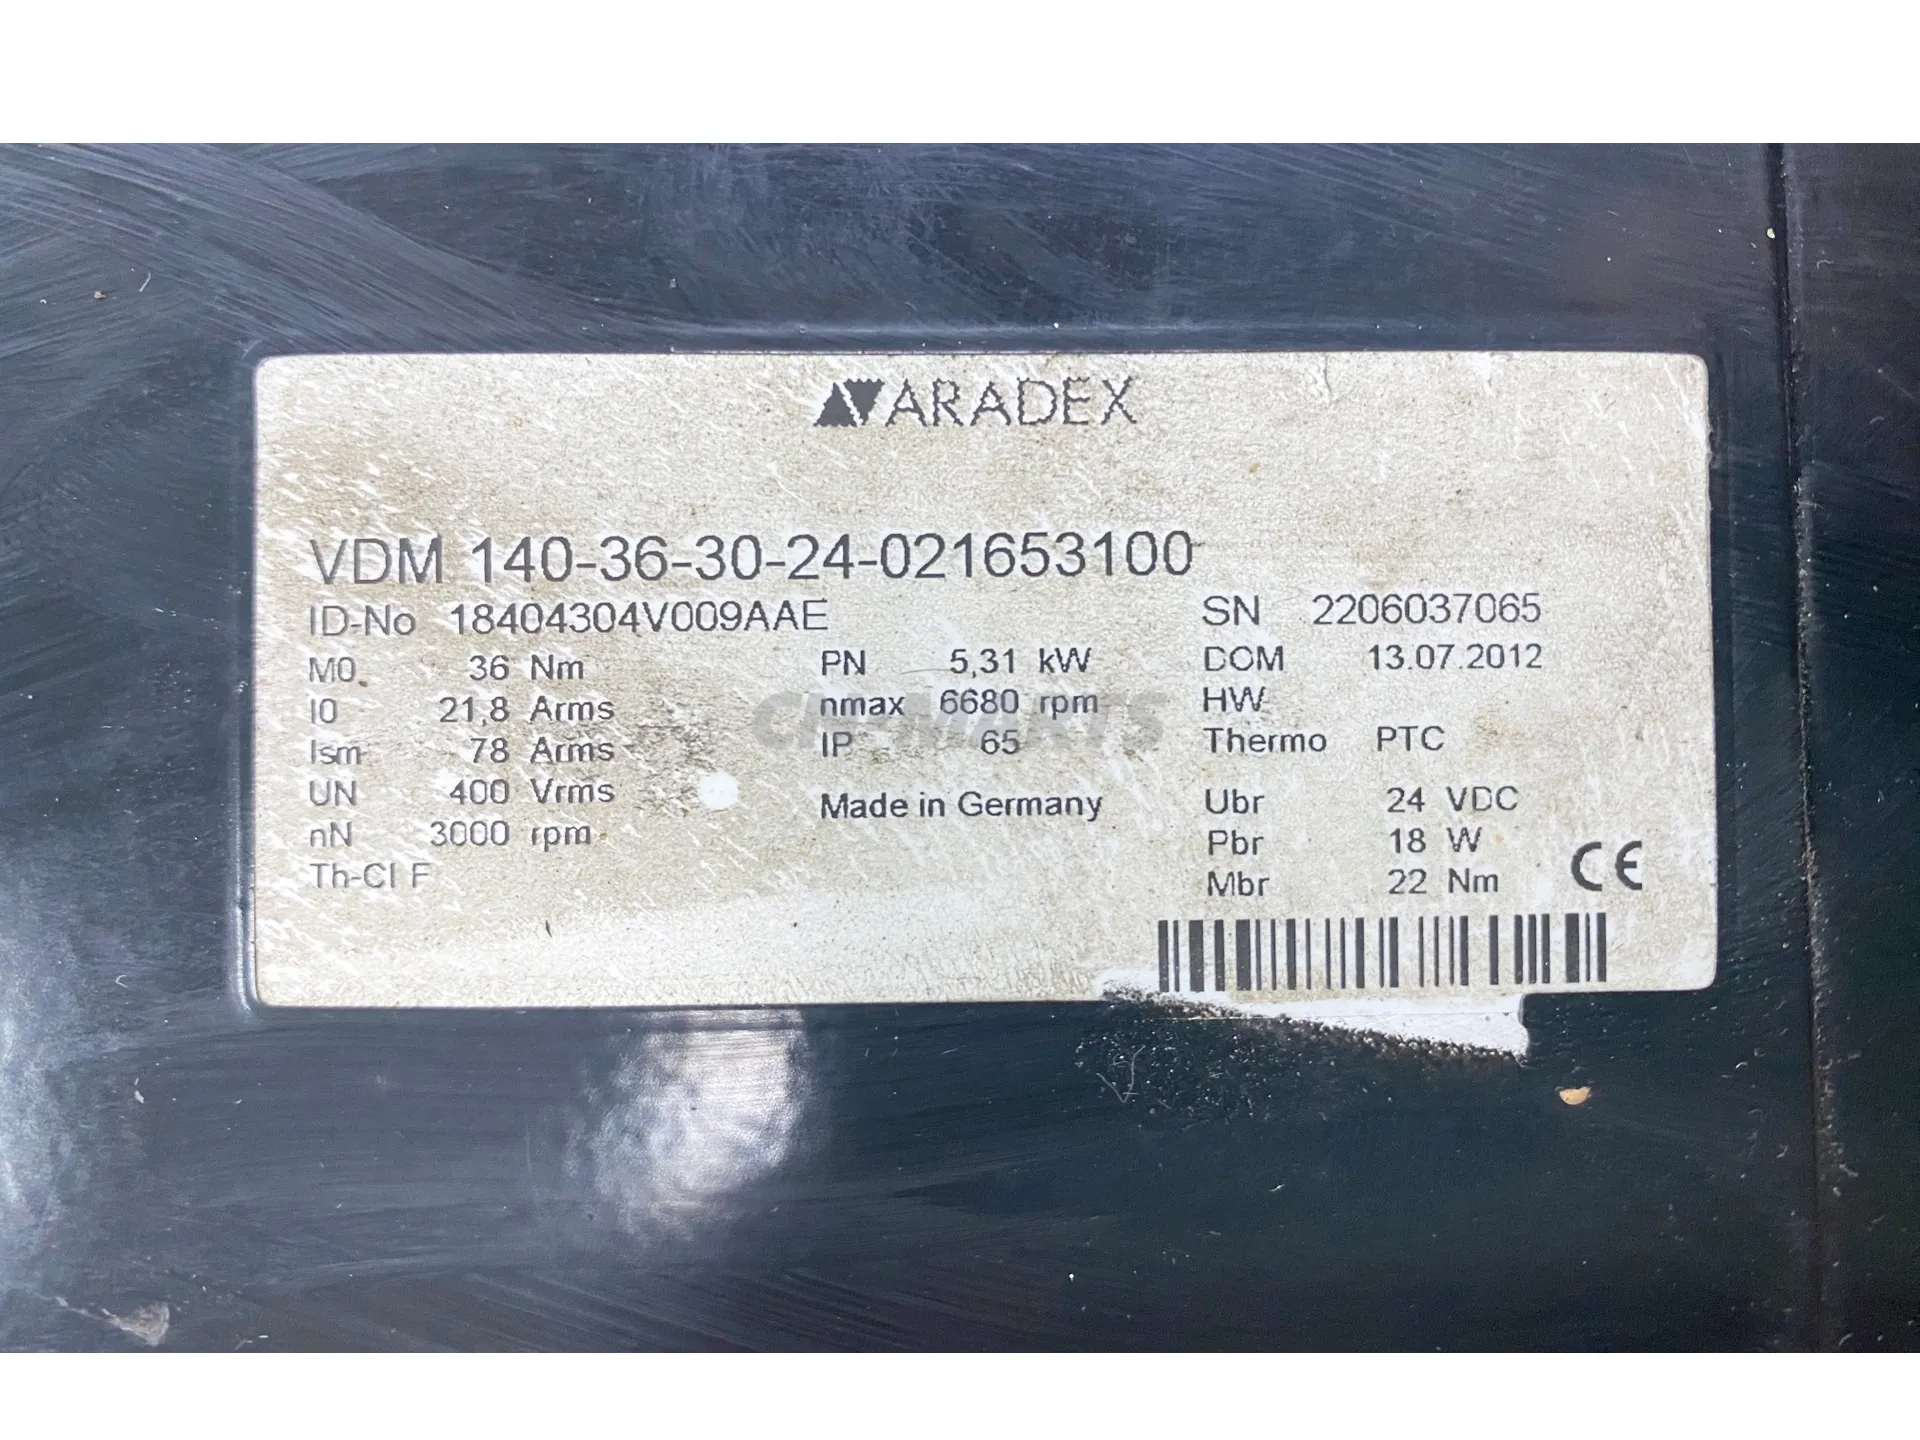 ARADEX
VDM 140-36-30-24-021653100
ID-No 18404304V009AAE
SN 2206037065
M0 36 Nm
PN 5,31 kW
DOM 13.07.2012
I0 21,8 Arms
nmax 6680 rpm
HW
Ism 78 Arms
IP 65
Thermo PTC
UN 400 Vrms
Made in Germany
Ubr 24 VDC
nN 3000 rpm
Pbr 18 W
Th-Cl F
Mbr 22 Nm
CE